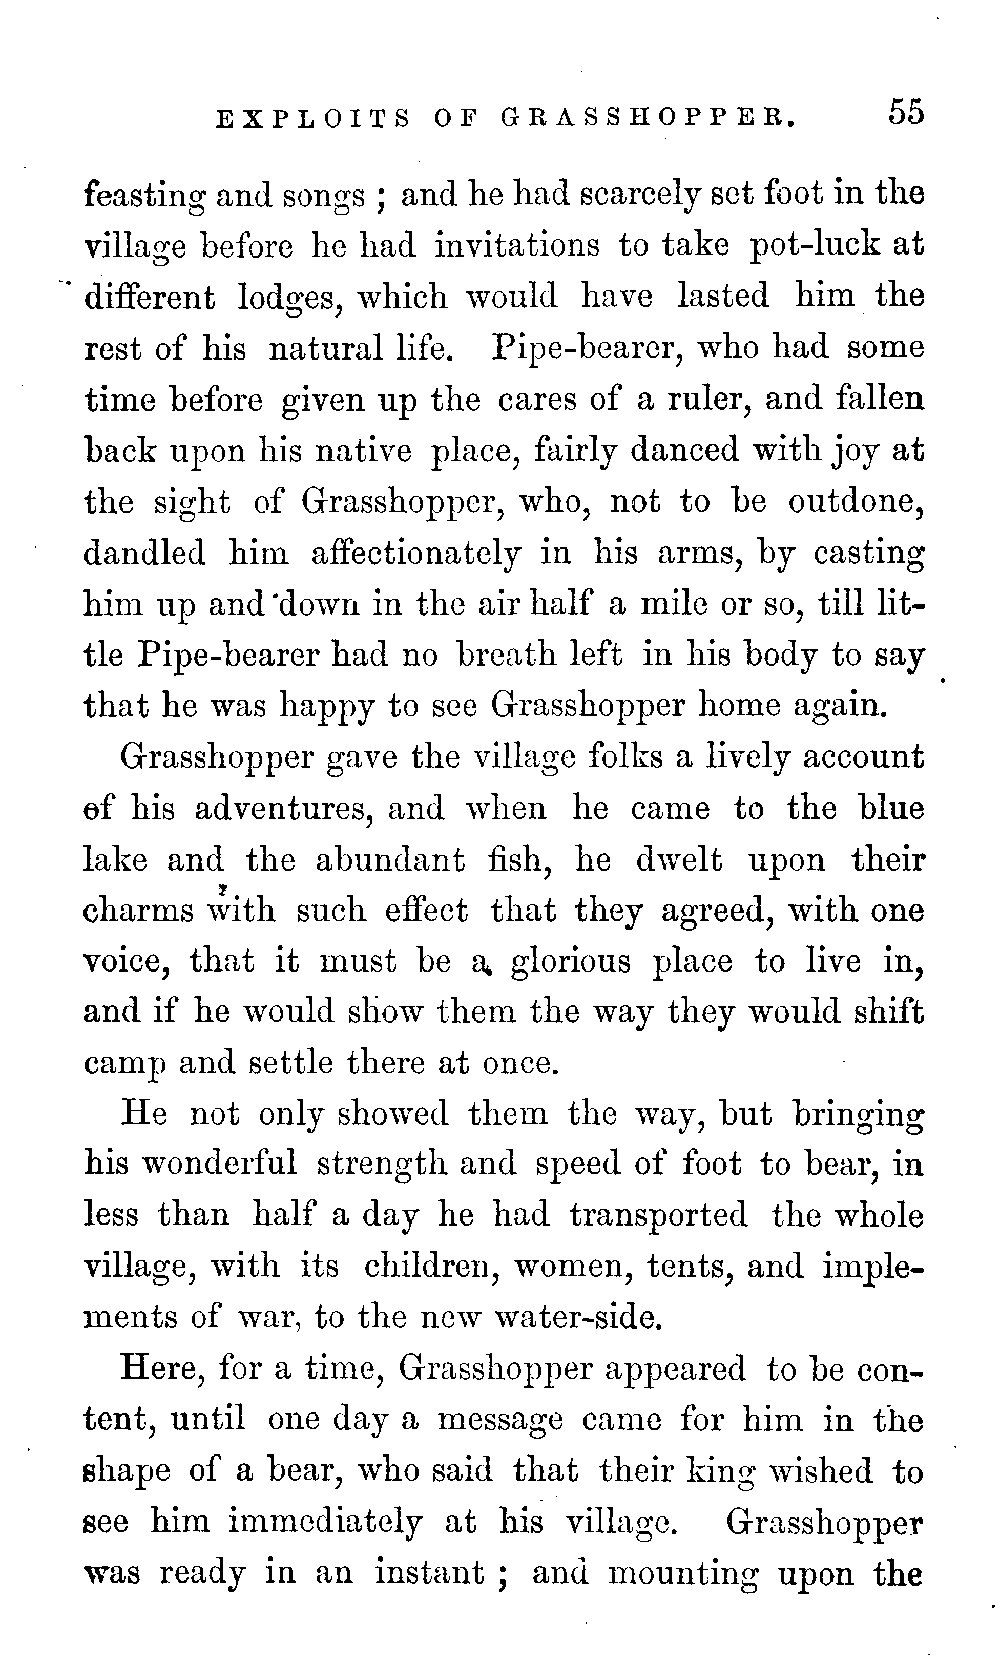 EXPLOITS OF GRASSHOPPER. 55
feasting and songs ; and he had scarcely set foot in the
village before he had invitations to take pot-luck at
different lodges, which would have lasted him the
rest of his natural life. Pipe-bearer, who had some
time before given up the cares of a ruler, and fallen
back upon his native place, fairly danced with joy at
the sight of Grasshopper, who, not to be outdone,
dandled him affectionately in his arms, by casting
him up and down in the air half a mile or so, till lit-
tle Pipe-bearer had no breath left in his body to say
that he was happy to see Grasshopper home again.
Grasshopper gave the village folks a lively account
of his adventures, and when he came to the blue
lake and the abundant fish, he dwelt upon their
charms with such effect that they agreed, with one
voice, that it must be a glorious place to live in,
and if he would show them the way they would shift
camp and settle there at once.
He not only showed them the way, but bringing
his wonderful strength and speed of foot to bear, in
less than half a day he had transported the whole
village, with its children, women, tents, and imple-
ments of war, to the new water-side.
Here, for a time, Grasshopper appeared to be con-
tent, until one day a message came for him in the
shape of a bear, who said that their king wished to
see him immediately at his village. Grasshopper
was ready in an instant ; and mounting upon the